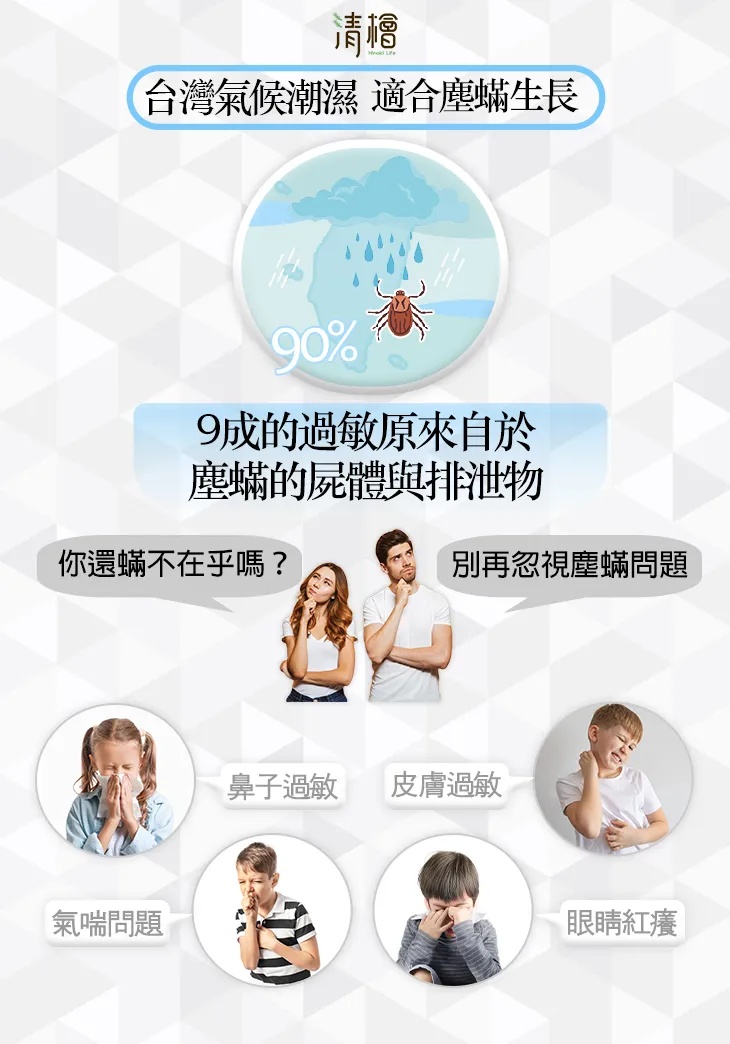 清檜
Hinoki Life
台灣氣候潮濕 適合塵蟎生長
90%
9成的過敏原來自於
塵蟎的屍體與排泄物
你還蟎不在乎嗎？
別再忽視塵蟎問題
鼻子過敏
皮膚過敏
氣喘問題
眼睛紅癢